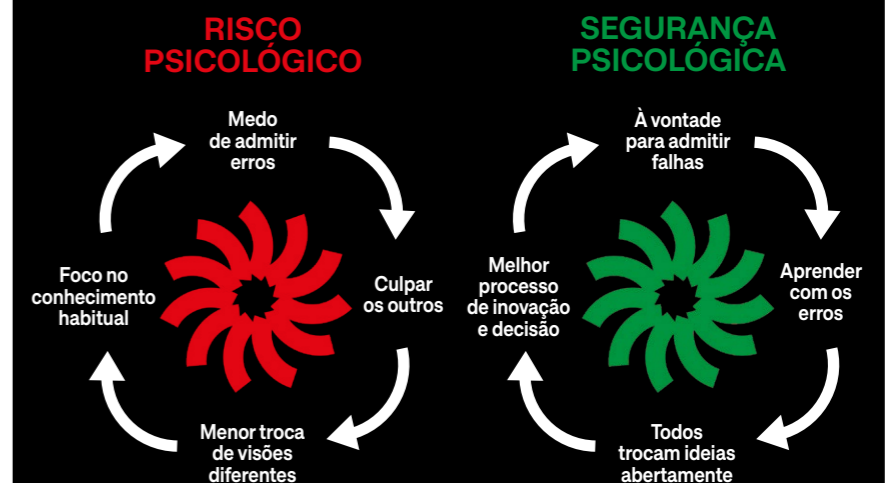 RISCO
PSICOLÓGICO
Medo
de admitir
erros
Culpar
os outros
Menor troca
de visões
diferentes
Foco no
conhecimento
habitual
SEGURANÇA
PSICOLÓGICA
À vontade
para admitir
falhas
Aprender
com os
erros
Todos
trocam ideias
abertamente
Melhor
processo
de inovação
e decisão